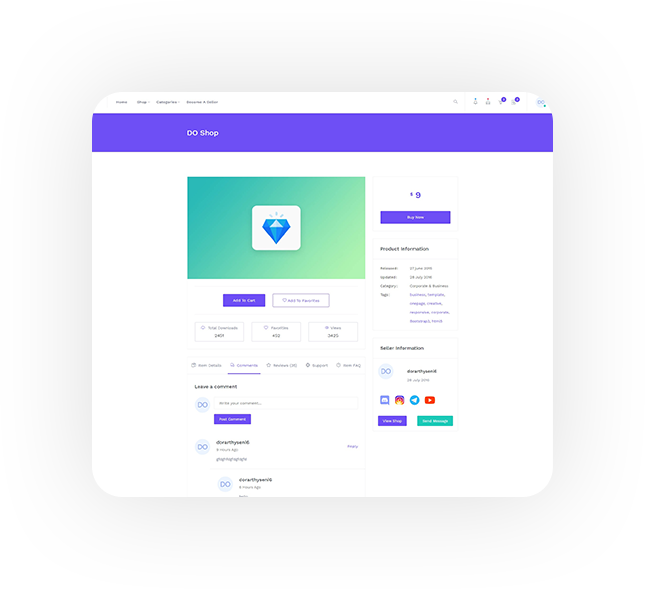 Home Shop Categories Become A Seller
DO
DO Shop
$ 9
Buy Now
Add To Cart
Add To Favorites
Total Downloads
2401
Favorites
402
Views
3425
Product Information
Released: 27 June 2019
Updated: 28 July 2019
Category: Corporate & Business
Tags: business, template,
onepage, creative,
responsive, corporate,
Bootstrap3, html5
Item Details
Comments
Reviews (35)
Support
Item FAQ
Leave a comment
DO
Write your comment...
Post Comment
DO
dorarthysen16
6 Hours Ago
Reply
DO
dorarthysen16
6 Hours Ago
Seller Information
DO
dorarthysen16
28 July 2019
View Shop
Send Message